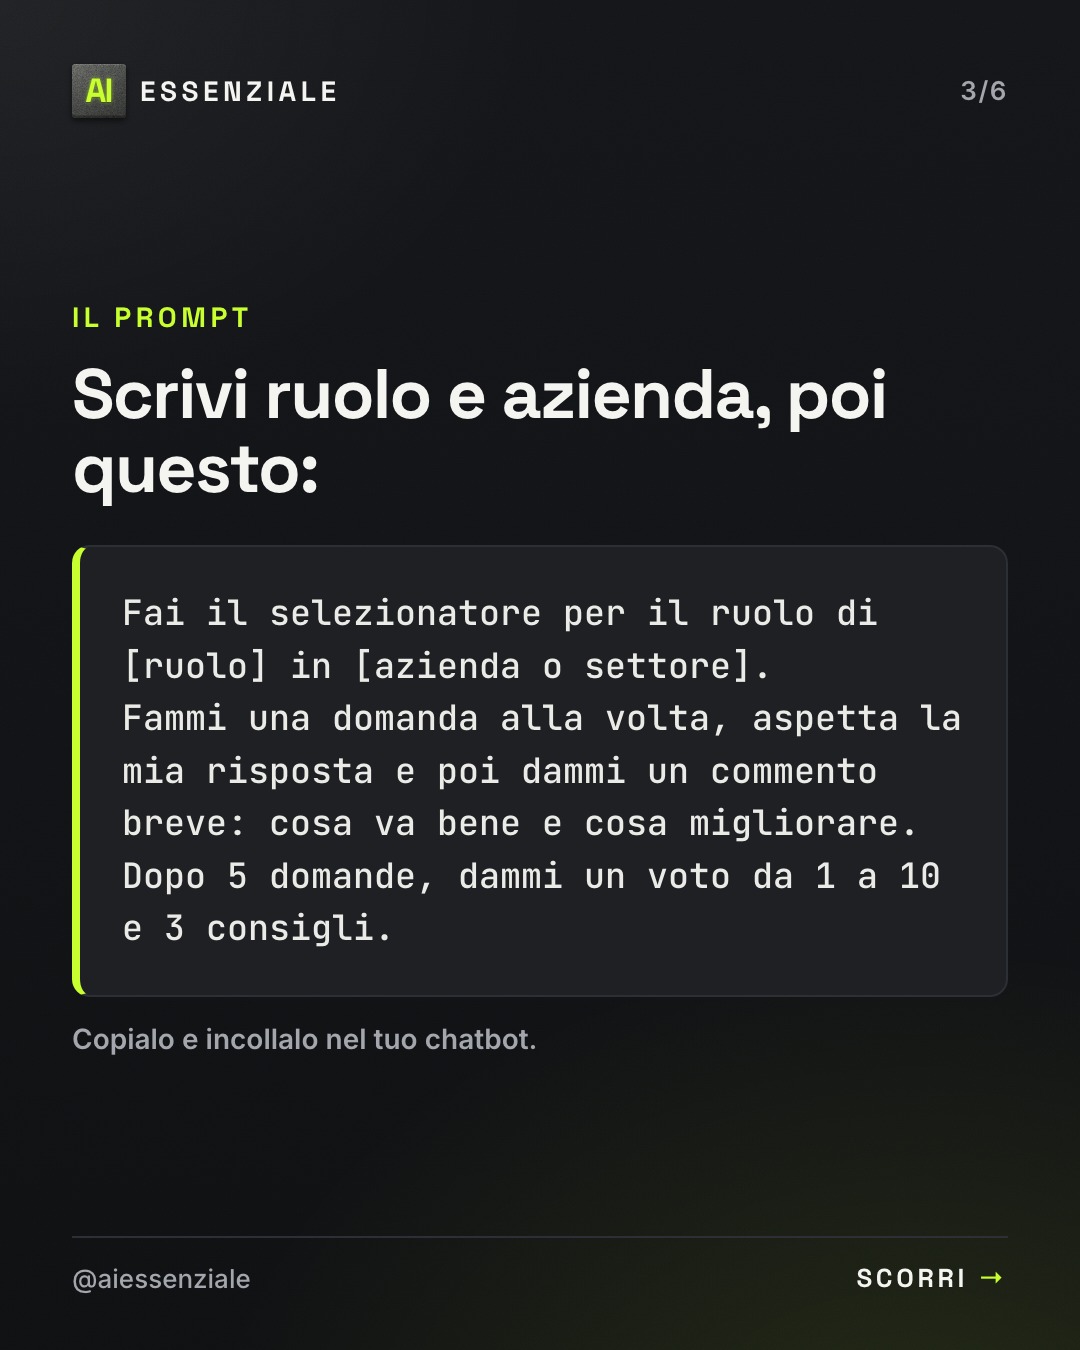 AI ESSENZIALE
3/6
IL PROMPT
Scrivi ruolo e azienda, poi
questo:
Fai il selezionatore per il ruolo di
[ruolo] in [azienda o settore].
Fammi una domanda alla volta, aspetta la
mia risposta e poi dammi un commento
breve: cosa va bene e cosa migliorare.
Dopo 5 domande, dammi un voto da 1 a 10
e 3 consigli.
Copialo e incollalo nel tuo chatbot.
@aiessenziale
SCORRI →